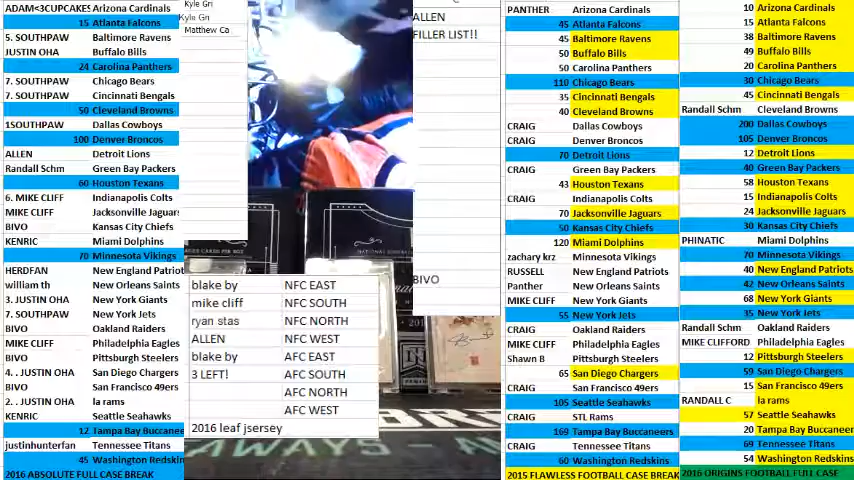 ADAM<3CUPCAKES Arizona Cardinals
15 Atlanta Falcons
5. SOUTHPAW Baltimore Ravens
JUSTIN OHA Buffalo Bills
24 Carolina Panthers
7. SOUTHPAW Chicago Bears
7. SOUTHPAW Cincinnati Bengals
50 Cleveland Browns
1SOUTHPAW Dallas Cowboys
100 Denver Broncos
ALLEN Detroit Lions
Randall Schm Green Bay Packers
60 Houston Texans
6. MIKE CLIFF Indianapolis Colts
MIKE CLIFF Jacksonville Jaguars
BIVO Kansas City Chiefs
KENRIC Miami Dolphins
70 Minnesota Vikings
HERDFAN New England Patriot
william th New Orleans Saints
3. JUSTIN OHA New York Giants
7. SOUTHPAW New York Jets
BIVO Oakland Raiders
MIKE CLIFF Philadelphia Eagles
BIVO Pittsburgh Steelers
4. . JUSTIN OHA San Diego Chargers
BIVO San Francisco 49ers
2. . JUSTIN OHA la rams
KENRIC Seattle Seahawks
12 Tampa Bay Buccanee
justinhunterfan Tennessee Titans
45 Washington Redskin
2016 ABSOLUTE FULL CASE BREAK
Kyle Gri
Kyle Gri
Matthew Ca
blake by NFC EAST
mike cliff NFC SOUTH
ryan stas NFC NORTH
ALLEN NFC WEST
blake by AFC EAST
3 LEFT! AFC SOUTH
AFC NORTH
AFC WEST
2016 leaf jsersey
AWAYS - A
ALLEN
FILLER LIST!!
BIVO
PANTHER Arizona Cardinals
45 Atlanta Falcons
45 Baltimore Ravens
50 Buffalo Bills
50 Carolina Panthers
110 Chicago Bears
35 Cincinnati Bengals
40 Cleveland Browns
CRAIG Dallas Cowboys
CRAIG Denver Broncos
70 Detroit Lions
CRAIG Green Bay Packers
43 Houston Texans
CRAIG Indianapolis Colts
70 Jacksonville Jaguars
50 Kansas City Chiefs
120 Miami Dolphins
zachary krz Minnesota Vikings
RUSSELL New England Patriots
Panther New Orleans Saints
MIKE CLIFF New York Giants
55 New York Jets
CRAIG Oakland Raiders
MIKE CLIFF Philadelphia Eagles
Shawn B Pittsburgh Steelers
65 San Diego Chargers
CRAIG San Francisco 49ers
105 Seattle Seahawks
CRAIG STL Rams
169 Tampa Bay Buccaneers
CRAIG Tennessee Titans
60 Washington Redskins
2015 FLAWLESS FOOTBALL CASE BREAK
10 Arizona Cardinals
15 Atlanta Falcons
38 Baltimore Ravens
49 Buffalo Bills
20 Carolina Panthers
30 Chicago Bears
45 Cincinnati Bengals
Randall Schm Cleveland Browns
200 Dallas Cowboys
105 Denver Broncos
12 Detroit Lions
40 Green Bay Packers
58 Houston Texans
15 Indianapolis Colts
24 Jacksonville Jaguars
30 Kansas City Chiefs
PHINATIC Miami Dolphins
70 Minnesota Vikings
40 New England Patriots
42 New Orleans Saints
68 New York Giants
35 New York Jets
Randall Schm Oakland Raiders
MIKE CLIFFORD Philadelphia Eagles
12 Pittsburgh Steelers
59 San Diego Chargers
15 San Francisco 49ers
RANDALL C la rams
57 Seattle Seahawks
20 Tampa Bay Buccaneers
69 Tennessee Titans
54 Washington Redskins
2016 ORIGINS FOOTBALL FULL CASE